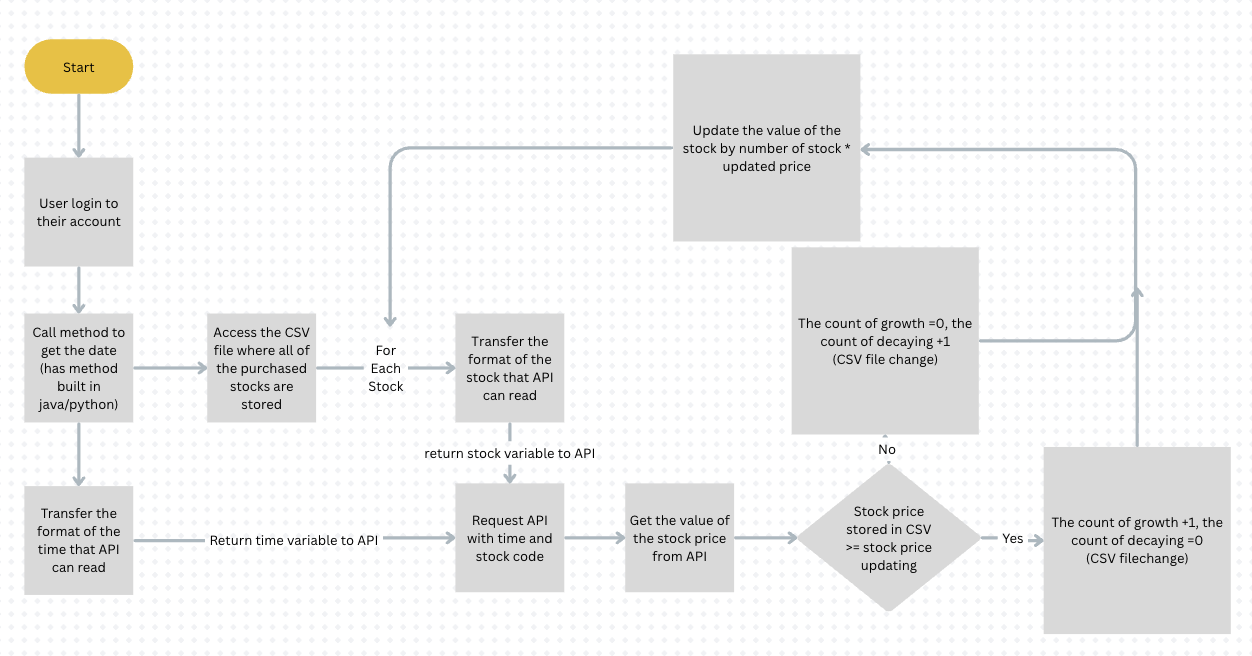 Start
User login to
their account
Call method to
get the date
(has method
built in
java/python)
Transfer the
format of the
time that API
can read
Access the CSV
file where all of
the purchased
stocks are
stored
For
Each
Stock
Transfer the
format of the
stock that API
can read
return stock variable to API
Return time variable to API
Request API
with time and
stock code
Get the value of
the stock price
from API
Stock price
stored in CSV
>= stock price
updating
No
The count of growth =0, the
count of decaying +1
(CSV file change)
Yes
The count of growth +1, the
count of decaying =0
(CSV filechange)
Update the value of the
stock by number of stock *
updated price